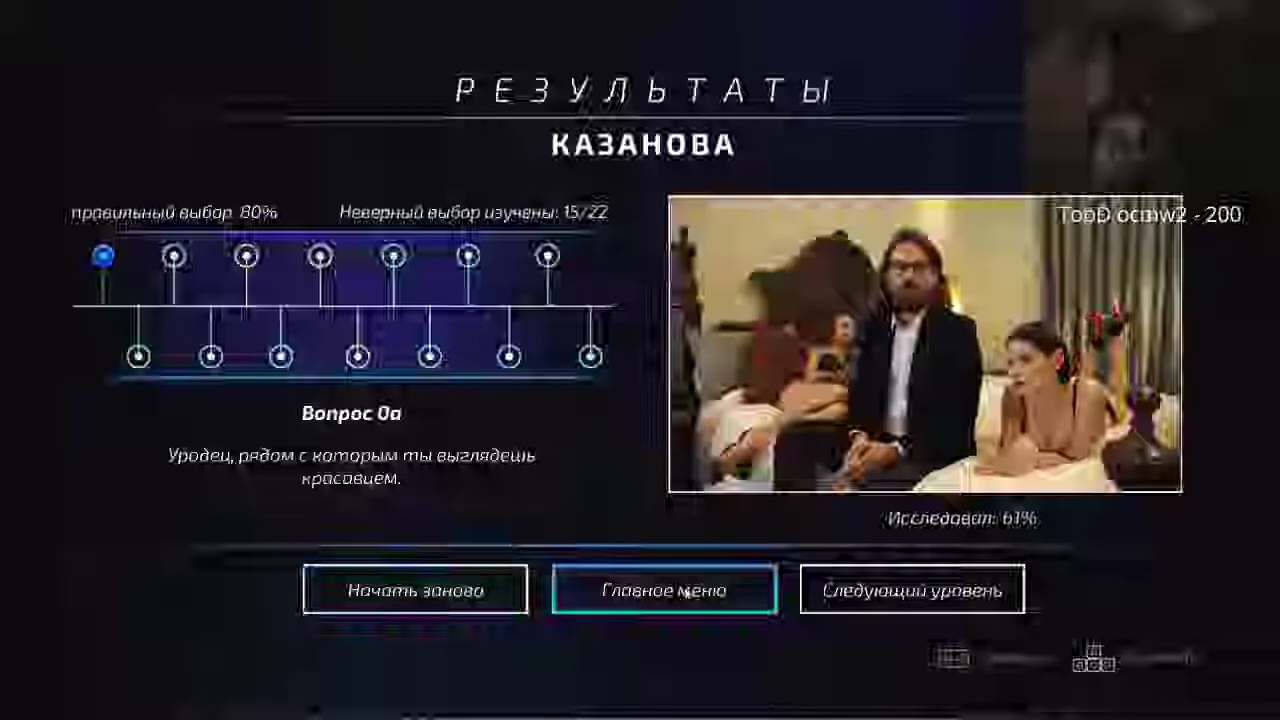 РЕЗУЛЬТАТЫ
КАЗАНОВА
правильный выбор 80%
Неверный выбор изучены: 15/22
Вопрос 0а
Уродец, рядом с которым ты выглядешь
красавцем.
Исследоват: 61%
Начать заново
Главное меню
Следующий уровень